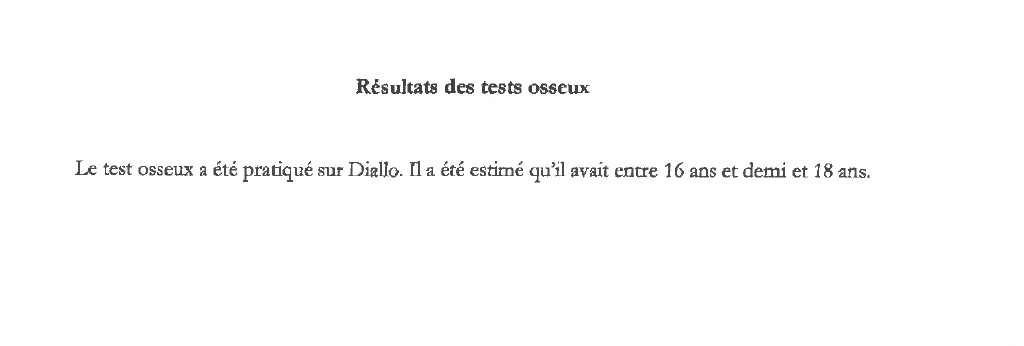 Résultats des tests osseux
Le test osseux a été pratiqué sur Diallo. Il a été estimé qu'il avait entre 16 ans et demi et 18 ans.